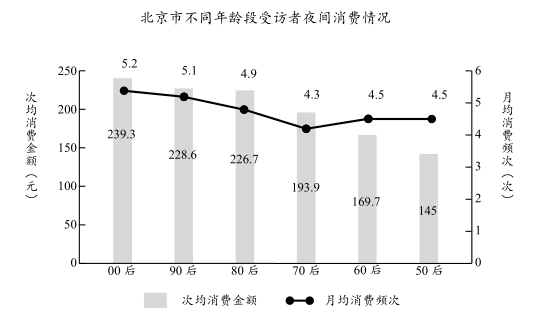 北京市不同年龄段受访者夜间消费情况
5.2 5.1 4.9 4.3 4.5 4.5
250 200 150 100 50 0
次均消费金额（元）
239.3 228.6 226.7 193.9 169.7 145
6 5 4 3 2 1 0
月均消费频次（次）
00后 90后 80后 70后 60后 50后
次均消费金额 月均消费频次